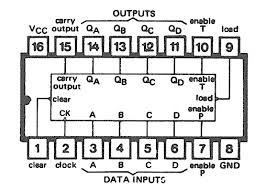 OUTPUTS
VCC carry output QA QB QC QD enable T load
16 15 14 13 12 11 10 9
carry output QA QB QC QD enable T
clear load
CK A B C D enable P
1 2 3 4 5 6 7 8
clear clock A B C D enable P GND
DATA INPUTS